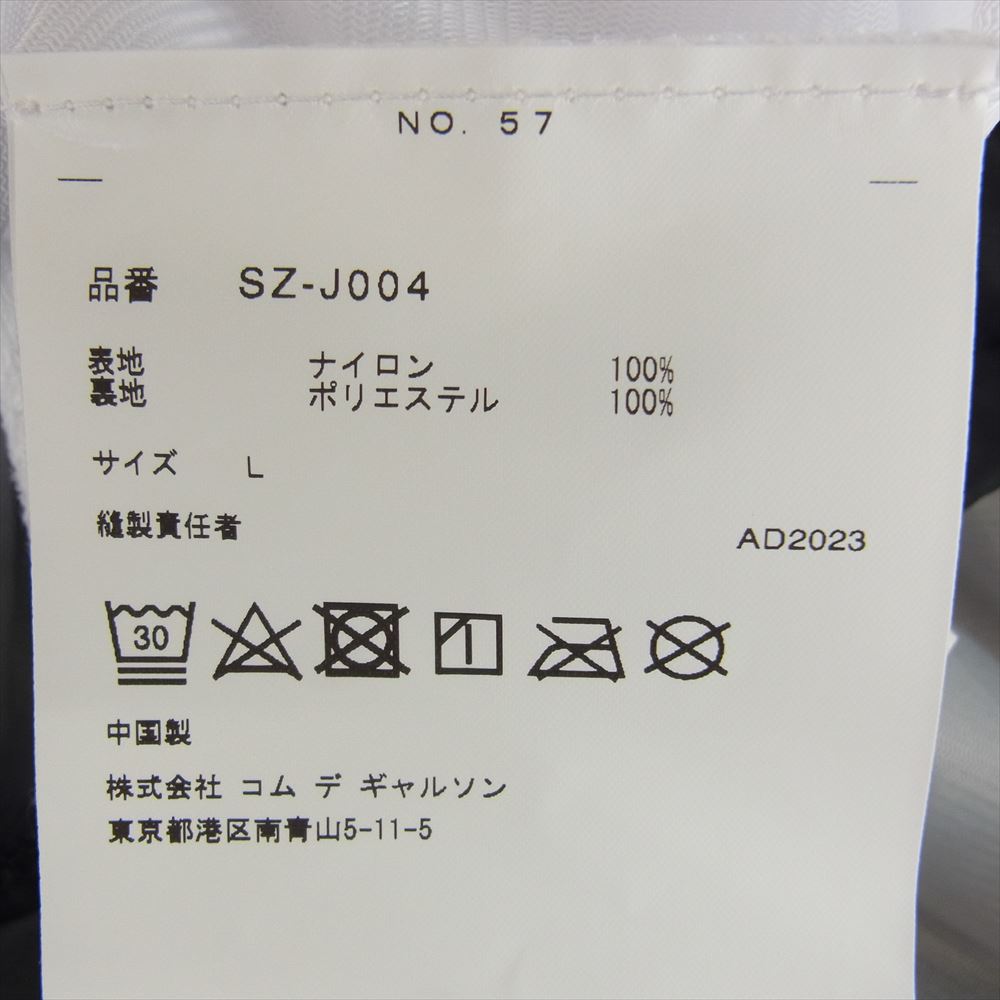 NO. 57
品番 SZ-J004
表地 ナイロン 100%
裏地 ポリエステル 100%
サイズ L
縫製責任者
AD2023
30
中国製
株式会社 コム デ ギャルソン
東京都港区南青山5-11-5